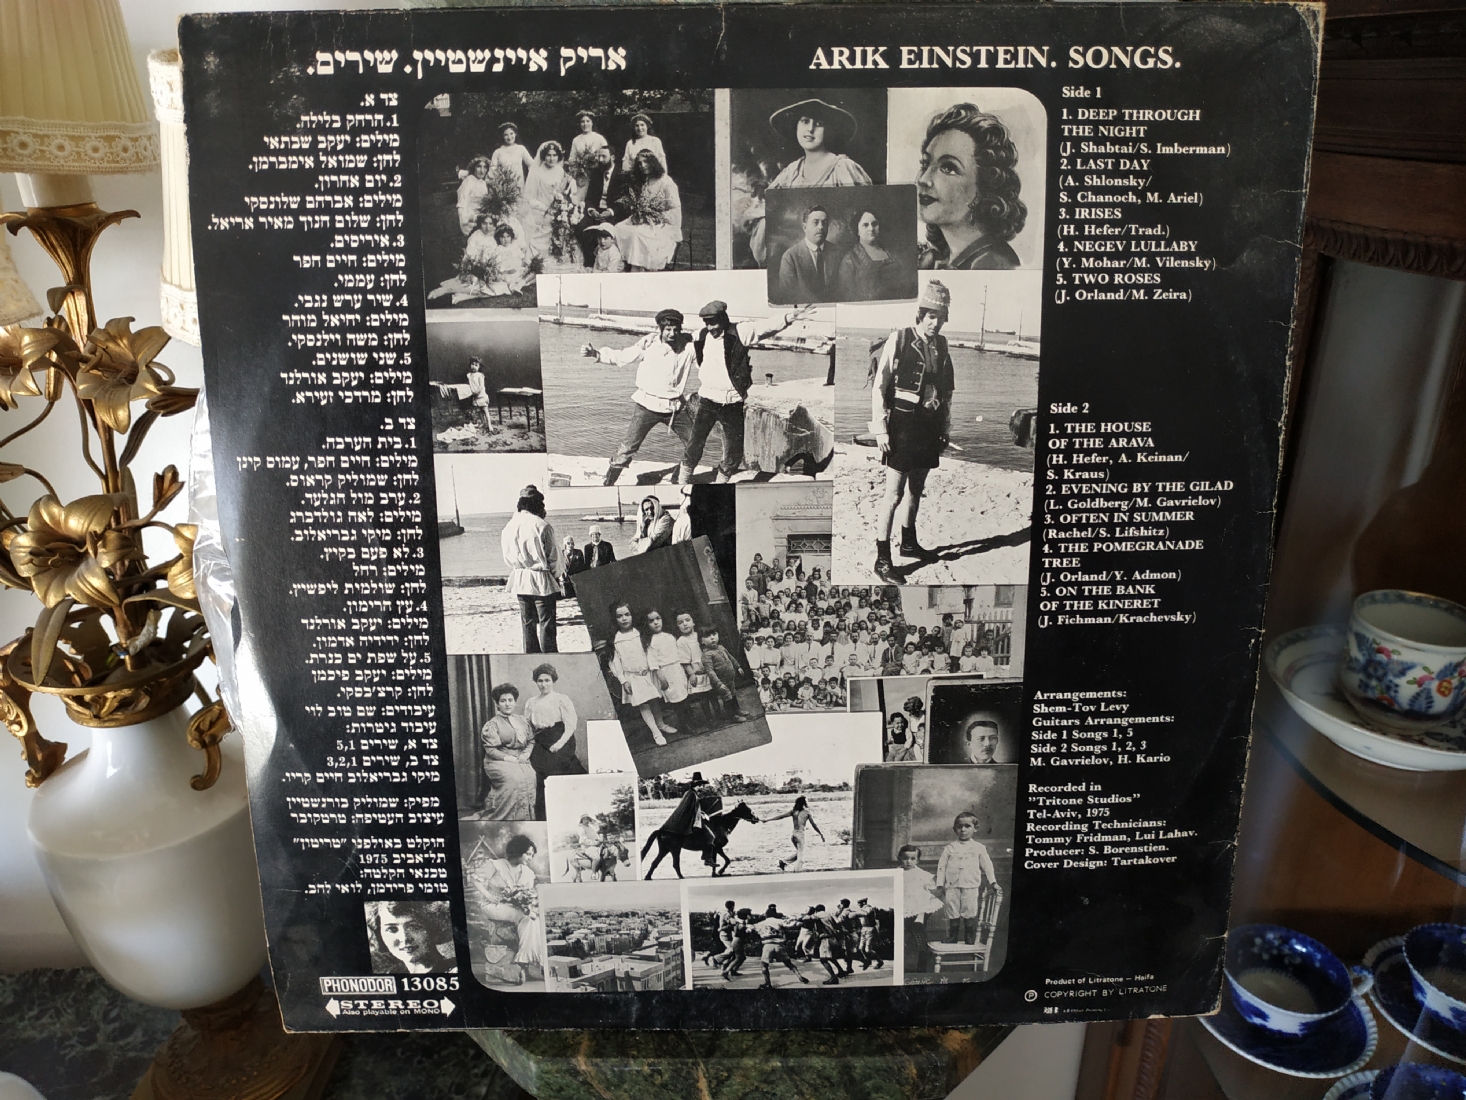 אריק איינשטיין. שירים.
צד א.
1. הרחק בלילה.
מילים: יעקב שבתאי
לחן: שמואל אימברמן.
2. יום אחרון.
מילים: אברהם שלונסקי
לחן: שלום חנוך מאיר אריאל.
3. איריסים.
מילים: חיים חפר
לחן: עממי.
4. שיר ערש נגבי.
מילים: יחיאל מוהר
לחן: משה וילנסקי.
5. שני שושנים.
מילים: יעקב אורלנד
לחן: מרדכי זעירא.
צד ב.
1. בית הערבה.
מילים: חיים חפר, עמוס קינן
לחן: שמוליק קראוס.
2. ערב מול הגלעד.
מילים: לאה גולדברג
לחן: מיקי גבריאלוב.
3. לא פעם בקיץ.
מילים: רחל
לחן: שולמית ליפשיץ.
4. עץ הרימון.
מילים: יעקב אורלנד
לחן: ידידיה אדמון.
5. על שפת ים כנרת.
מילים: יעקב פיכמן
לחן: קרצ'בסקי.
עיבודים: שם טוב לוי
עיבוד גיטרות:
צד א, שירים 5,1
צד ב, שירים 3,2,1
מיקי גבריאלוב חיים קריו.
מפיק: שמוליק בורנשטיין
עיצוב העטיפה: טרטקובר
הוקלט באולפני "טריטון"
תל-אביב 1975
טכנאי הקלטה:
טומי פרידמן, לואי להב.
PHONODOR 13085
STEREO
Also playable on MONO
ARIK EINSTEIN. SONGS.
Side 1
1. DEEP THROUGH
THE NIGHT
(J. Shabtai/S. Imberman)
2. LAST DAY
(A. Shlonsky/
S. Chanoch, M. Ariel)
3. IRISES
(H. Hefer/Trad.)
4. NEGEV LULLABY
(Y. Mohar/M. Vilensky)
5. TWO ROSES
(J. Orland/M. Zeira)
Side 2
1. THE HOUSE
OF THE ARAVA
(H. Hefer, A. Keinan/
S. Kraus)
2. EVENING BY THE GILAD
(L. Goldberg/M. Gavrielov)
3. OFTEN IN SUMMER
(Rachel/S. Lifshitz)
4. THE POMEGRANADE
TREE
(J. Orland/Y. Admon)
5. ON THE BANK
OF THE KINERET
(J. Fichman/Krachevsky)
Arrangements:
Shem-Tov Levy
Guitars Arrangements:
Side 1 Songs 1, 5
Side 2 Songs 1, 2, 3
M. Gavrielov, H. Kario
Recorded in
"Tritone Studios"
Tel-Aviv, 1975
Recording Technicians:
Tommy Fridman, Lui Lahav.
Producer: S. Borenstien.
Cover Design: Tartakover
Product of Litratone — Haifa
Ⓟ COPYRIGHT BY LITRATONE